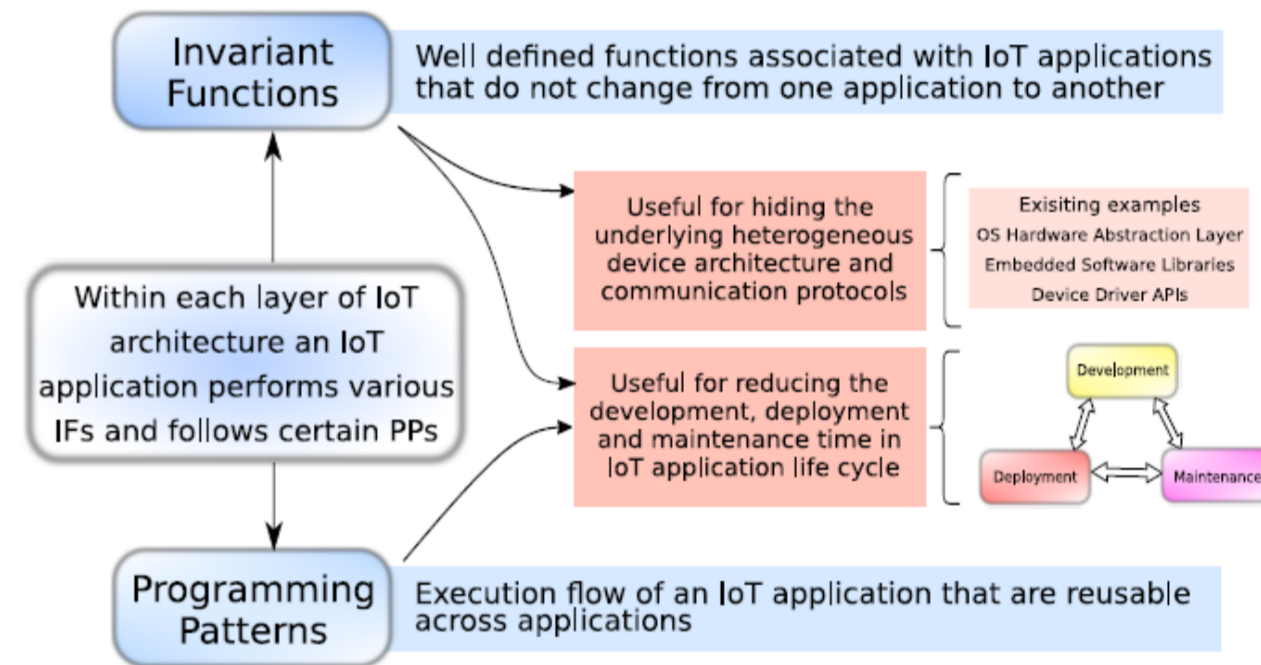 Invariant
Functions
Well defined functions associated with IoT applications
that do not change from one application to another
Useful for hiding the
underlying heterogeneous
device architecture and
communication protocols
Exisiting examples
OS Hardware Abstraction Layer
Embedded Software Libraries
Device Driver APIs
Within each layer of IoT
architecture an IoT
application performs various
IFs and follows certain PPs
Useful for reducing the
development, deployment
and maintenance time in
IoT application life cycle
Development
Deployment
Maintenance
Programming
Patterns
Execution flow of an IoT application that are reusable
across applications